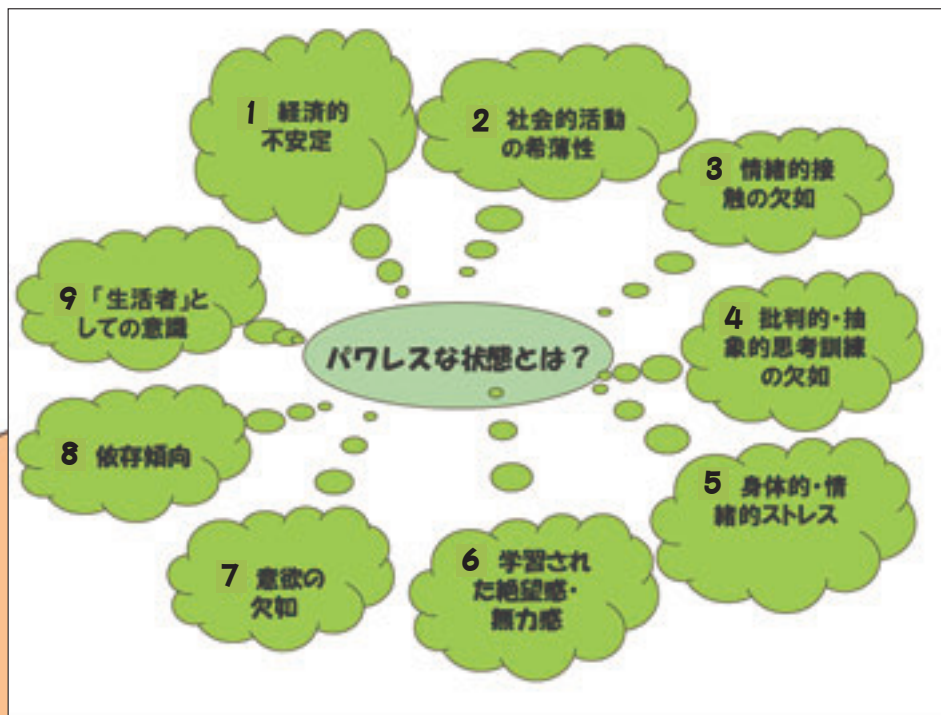 パワレスな状態とは？
1 経済的
不安定
2 社会的活動
の希薄性
3 情緒的接
触の欠如
4 批判的・抽
象的思考訓練
の欠如
5 身体的・情
緒的ストレス
6 学習され
た絶望感・
無力感
7 意欲の
欠如
8 依存傾向
9 「生活者」と
しての意識